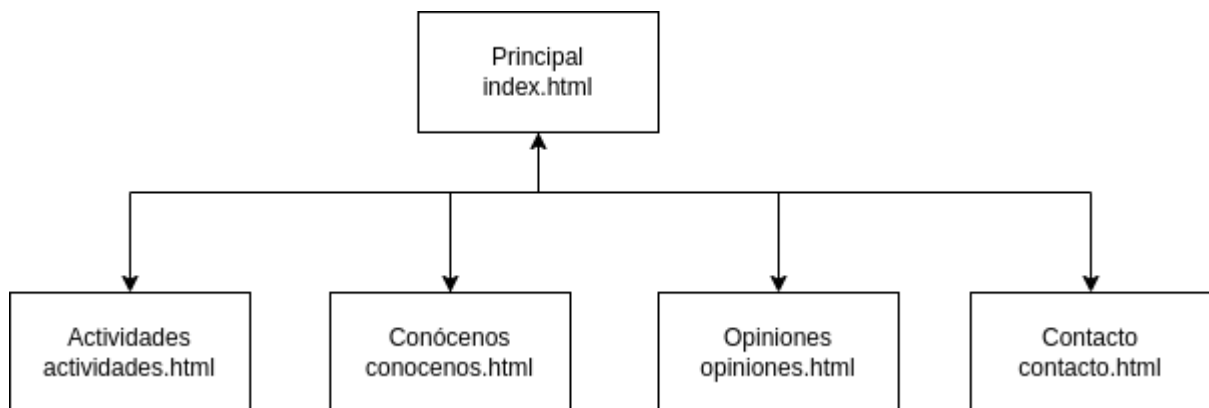 Principal
index.html
Actividades
actividades.html
Conócenos
conocenos.html
Opiniones
opiniones.html
Contacto
contacto.html